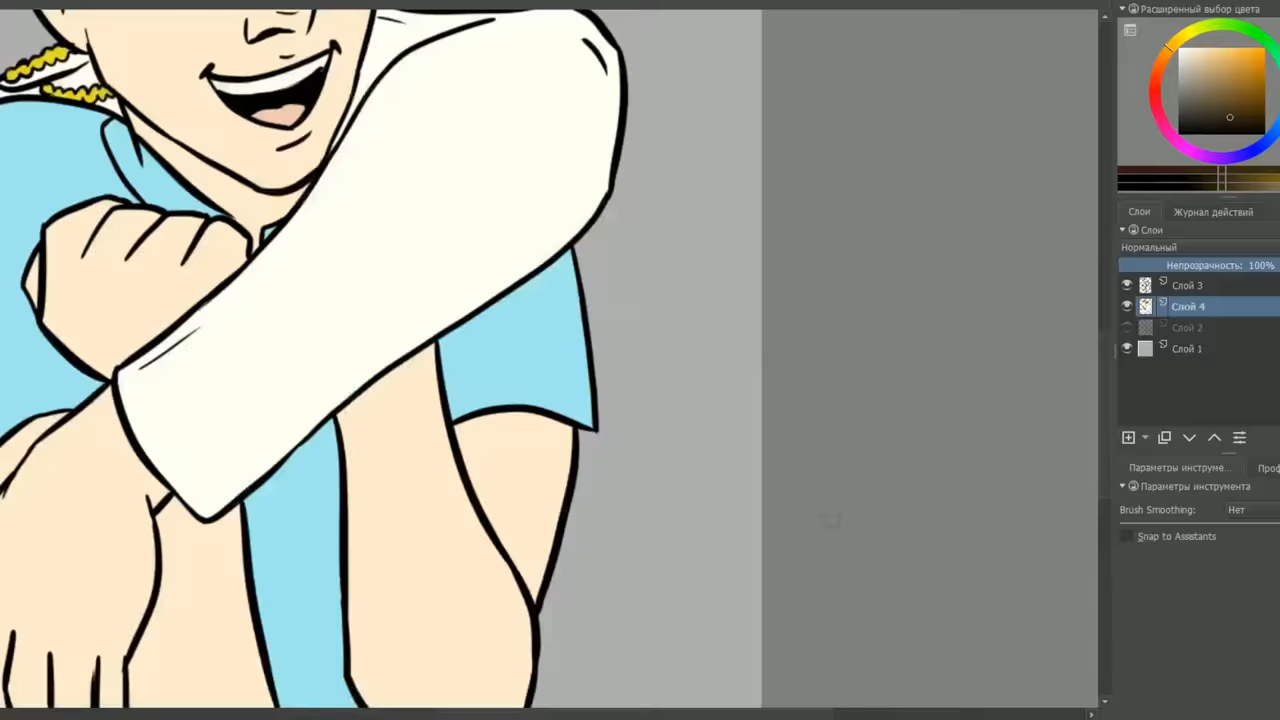 Расширенный выбор цвета
Слои Журнал действий
Слои
Нормальный
Непрозрачность: 100%
Слой 3
Слой 4
Слой 2
Слой 1
Параметры инструме... Проф
Параметры инструмента
Brush Smoothing: Нет
Snap to Assistants